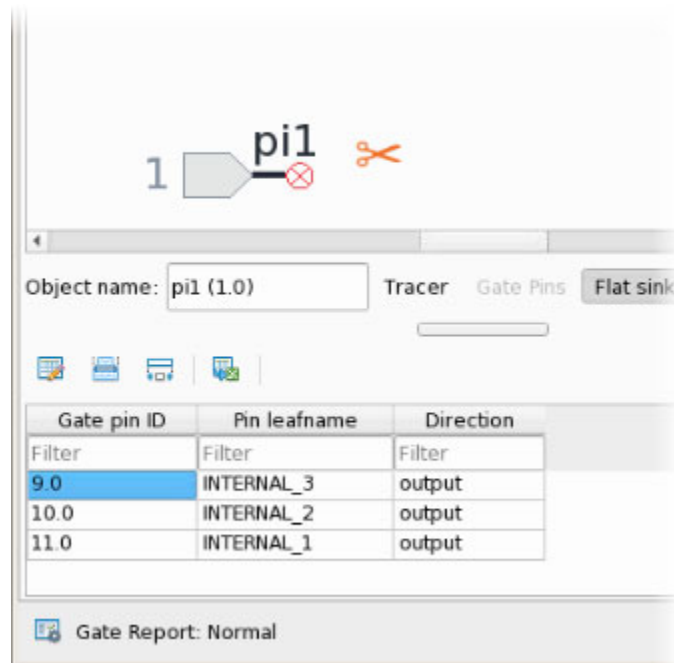 pi1
1
Object name: pi1 (1.0) Tracer Gate Pins Flat sink
Gate pin ID Pin leafname Direction
Filter Filter Filter
9.0 INTERNAL_3 output
10.0 INTERNAL_2 output
11.0 INTERNAL_1 output
Gate Report: Normal